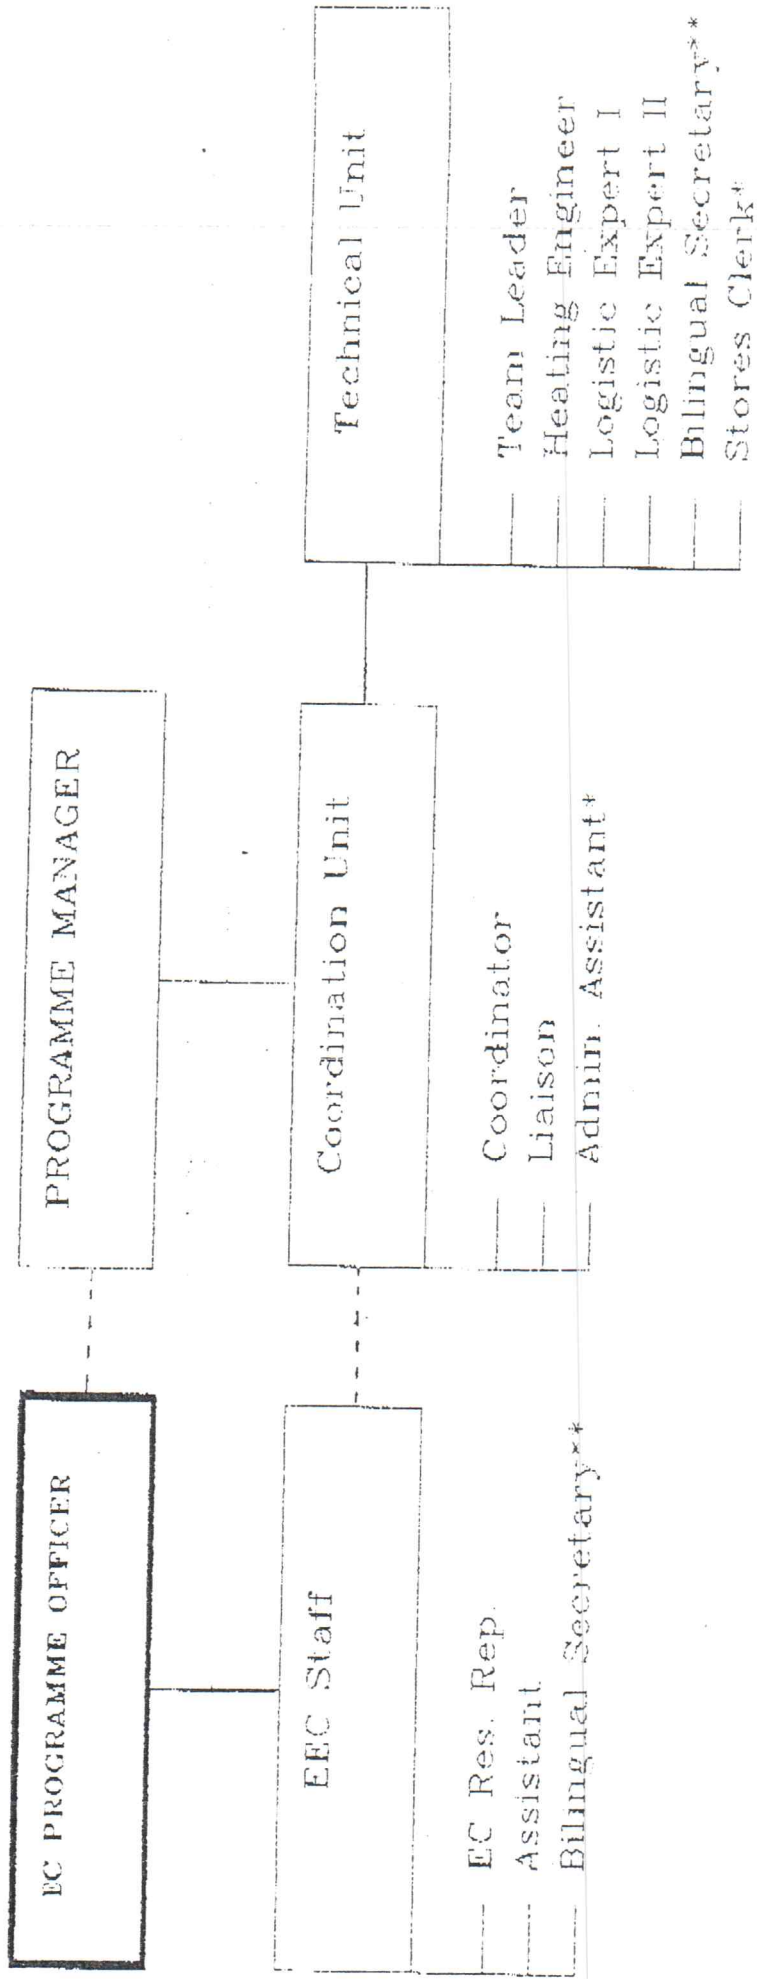 EC PROGRAMME OFFICER
PROGRAMME MANAGER
EEC Staff
Coordination Unit
Technical Unit
EC Res. Rep.
Assistant
Bilingual Secretary**
Coordinator
Liaison
Admin. Assistant*
Team Leader
Heating Engineer
Logistic Expert I
Logistic Expert II
Bilingual Secretary**
Stores Clerk*